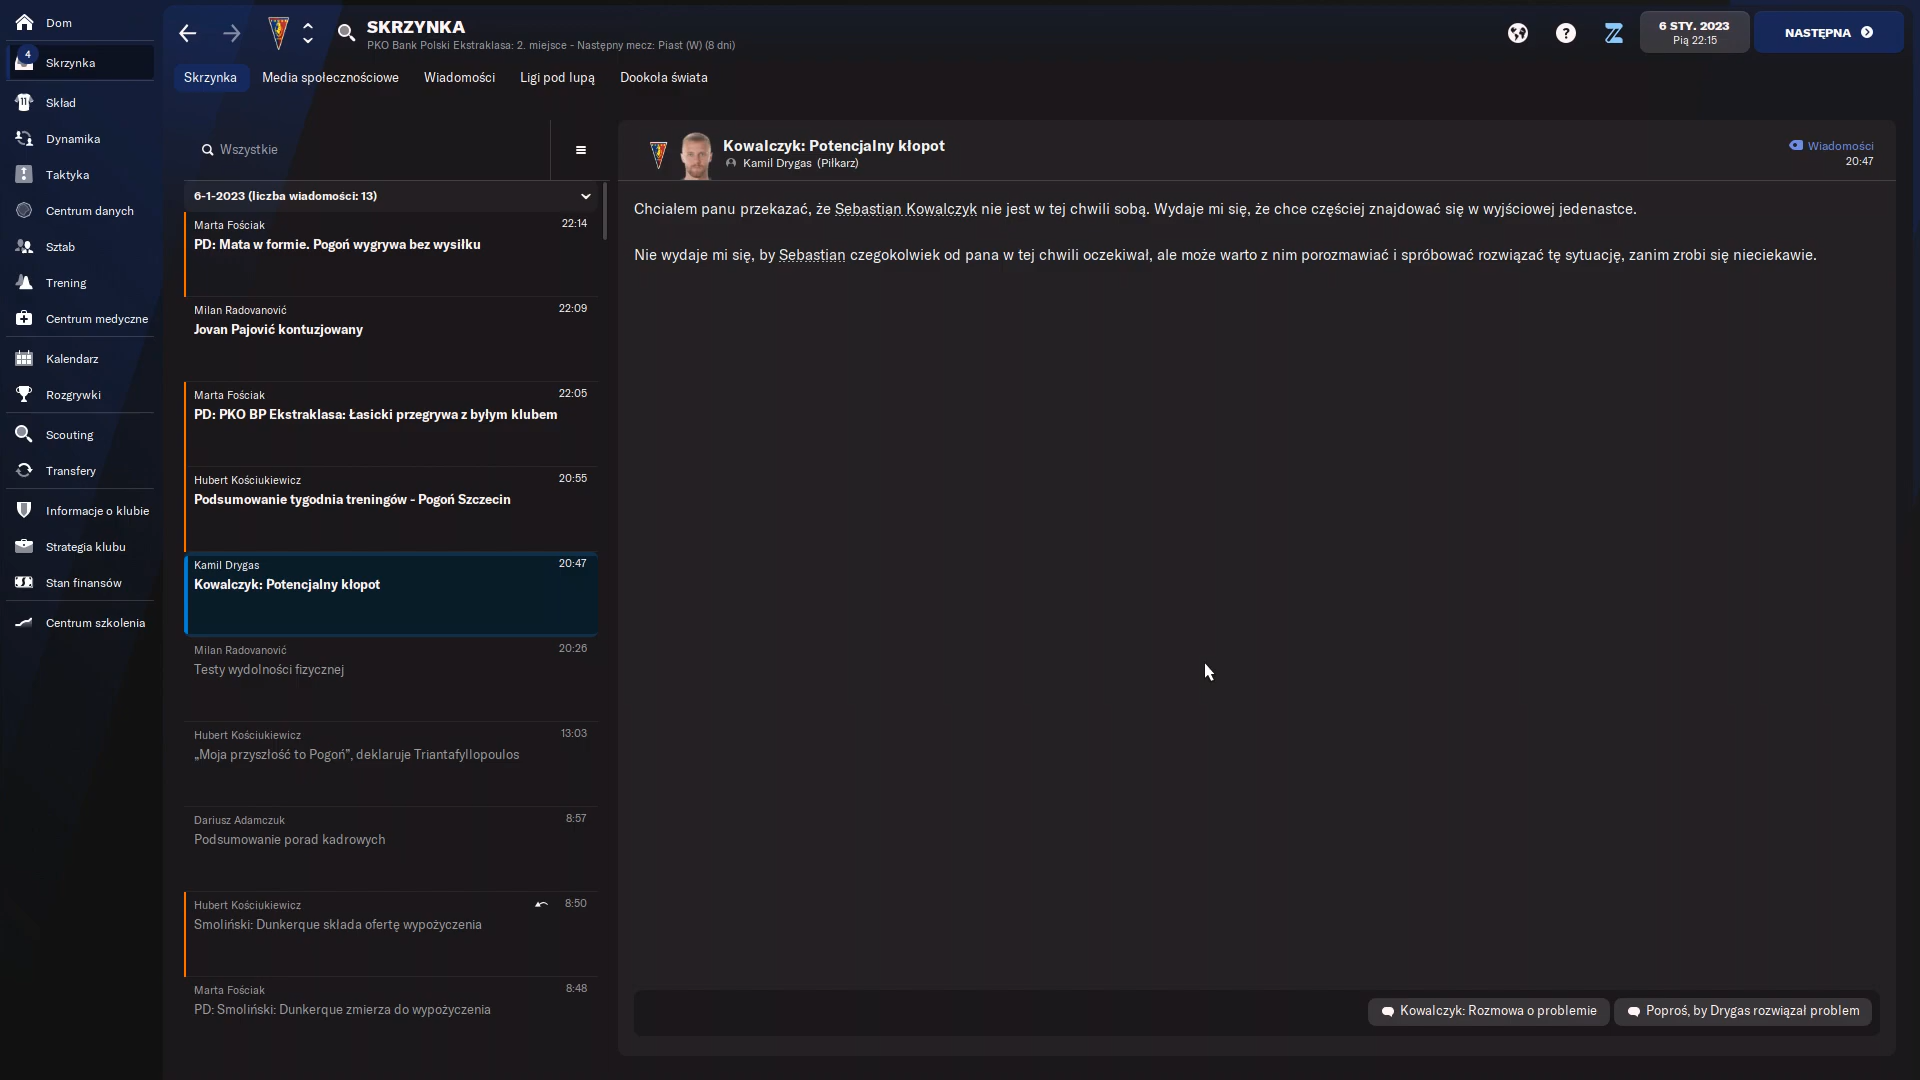 Dom
4
Skrzynka
Skład
Dynamika
Taktyka
Centrum danych
Sztab
Trening
Centrum medyczne
Kalendarz
Rozgrywki
Scouting
Transfery
Informacje o klubie
Strategia klubu
Stan finansów
Centrum szkolenia
SKRZYNKA
PKO Bank Polski Ekstraklasa: 2. miejsce - Następny mecz: Piast (W) (8 dni)
6 STY. 2023
Pią 22:15
NASTĘPNA
Skrzynka Media społecznościowe Wiadomości Ligi pod lupą Dookoła świata
Wszystkie
6-1-2023 (liczba wiadomości: 13)
Marta Fościak 22:14
PD: Mata w formie. Pogoń wygrywa bez wysiłku
Milan Radovanović 22:09
Jovan Pajović kontuzjowany
Marta Fościak 22:05
PD: PKO BP Ekstraklasa: Łasicki przegrywa z byłym klubem
Hubert Kościukiewicz 20:55
Podsumowanie tygodnia treningów - Pogoń Szczecin
Kamil Drygas 20:47
Kowalczyk: Potencjalny kłopot
Milan Radovanović 20:26
Testy wydolności fizycznej
Hubert Kościukiewicz 13:03
„Moja przyszłość to Pogoń”, deklaruje Triantafyllopoulos
Dariusz Adamczuk 8:57
Podsumowanie porad kadrowych
Hubert Kościukiewicz 8:50
Smoliński: Dunkerque składa ofertę wypożyczenia
Marta Fościak 8:48
PD: Smoliński: Dunkerque zmierza do wypożyczenia
Kowalczyk: Potencjalny kłopot
Kamil Drygas (Piłkarz)
Wiadomości
20:47
Chciałem panu przekazać, że Sebastian Kowalczyk nie jest w tej chwili sobą. Wydaje mi się, że chce częściej znajdować się w wyjściowej jedenastce.
Nie wydaje mi się, by Sebastian czegokolwiek od pana w tej chwili oczekiwał, ale może warto z nim porozmawiać i spróbować rozwiązać tę sytuację, zanim zrobi się nieciekawie.
Kowalczyk: Rozmowa o problemie
Poproś, by Drygas rozwiązał problem